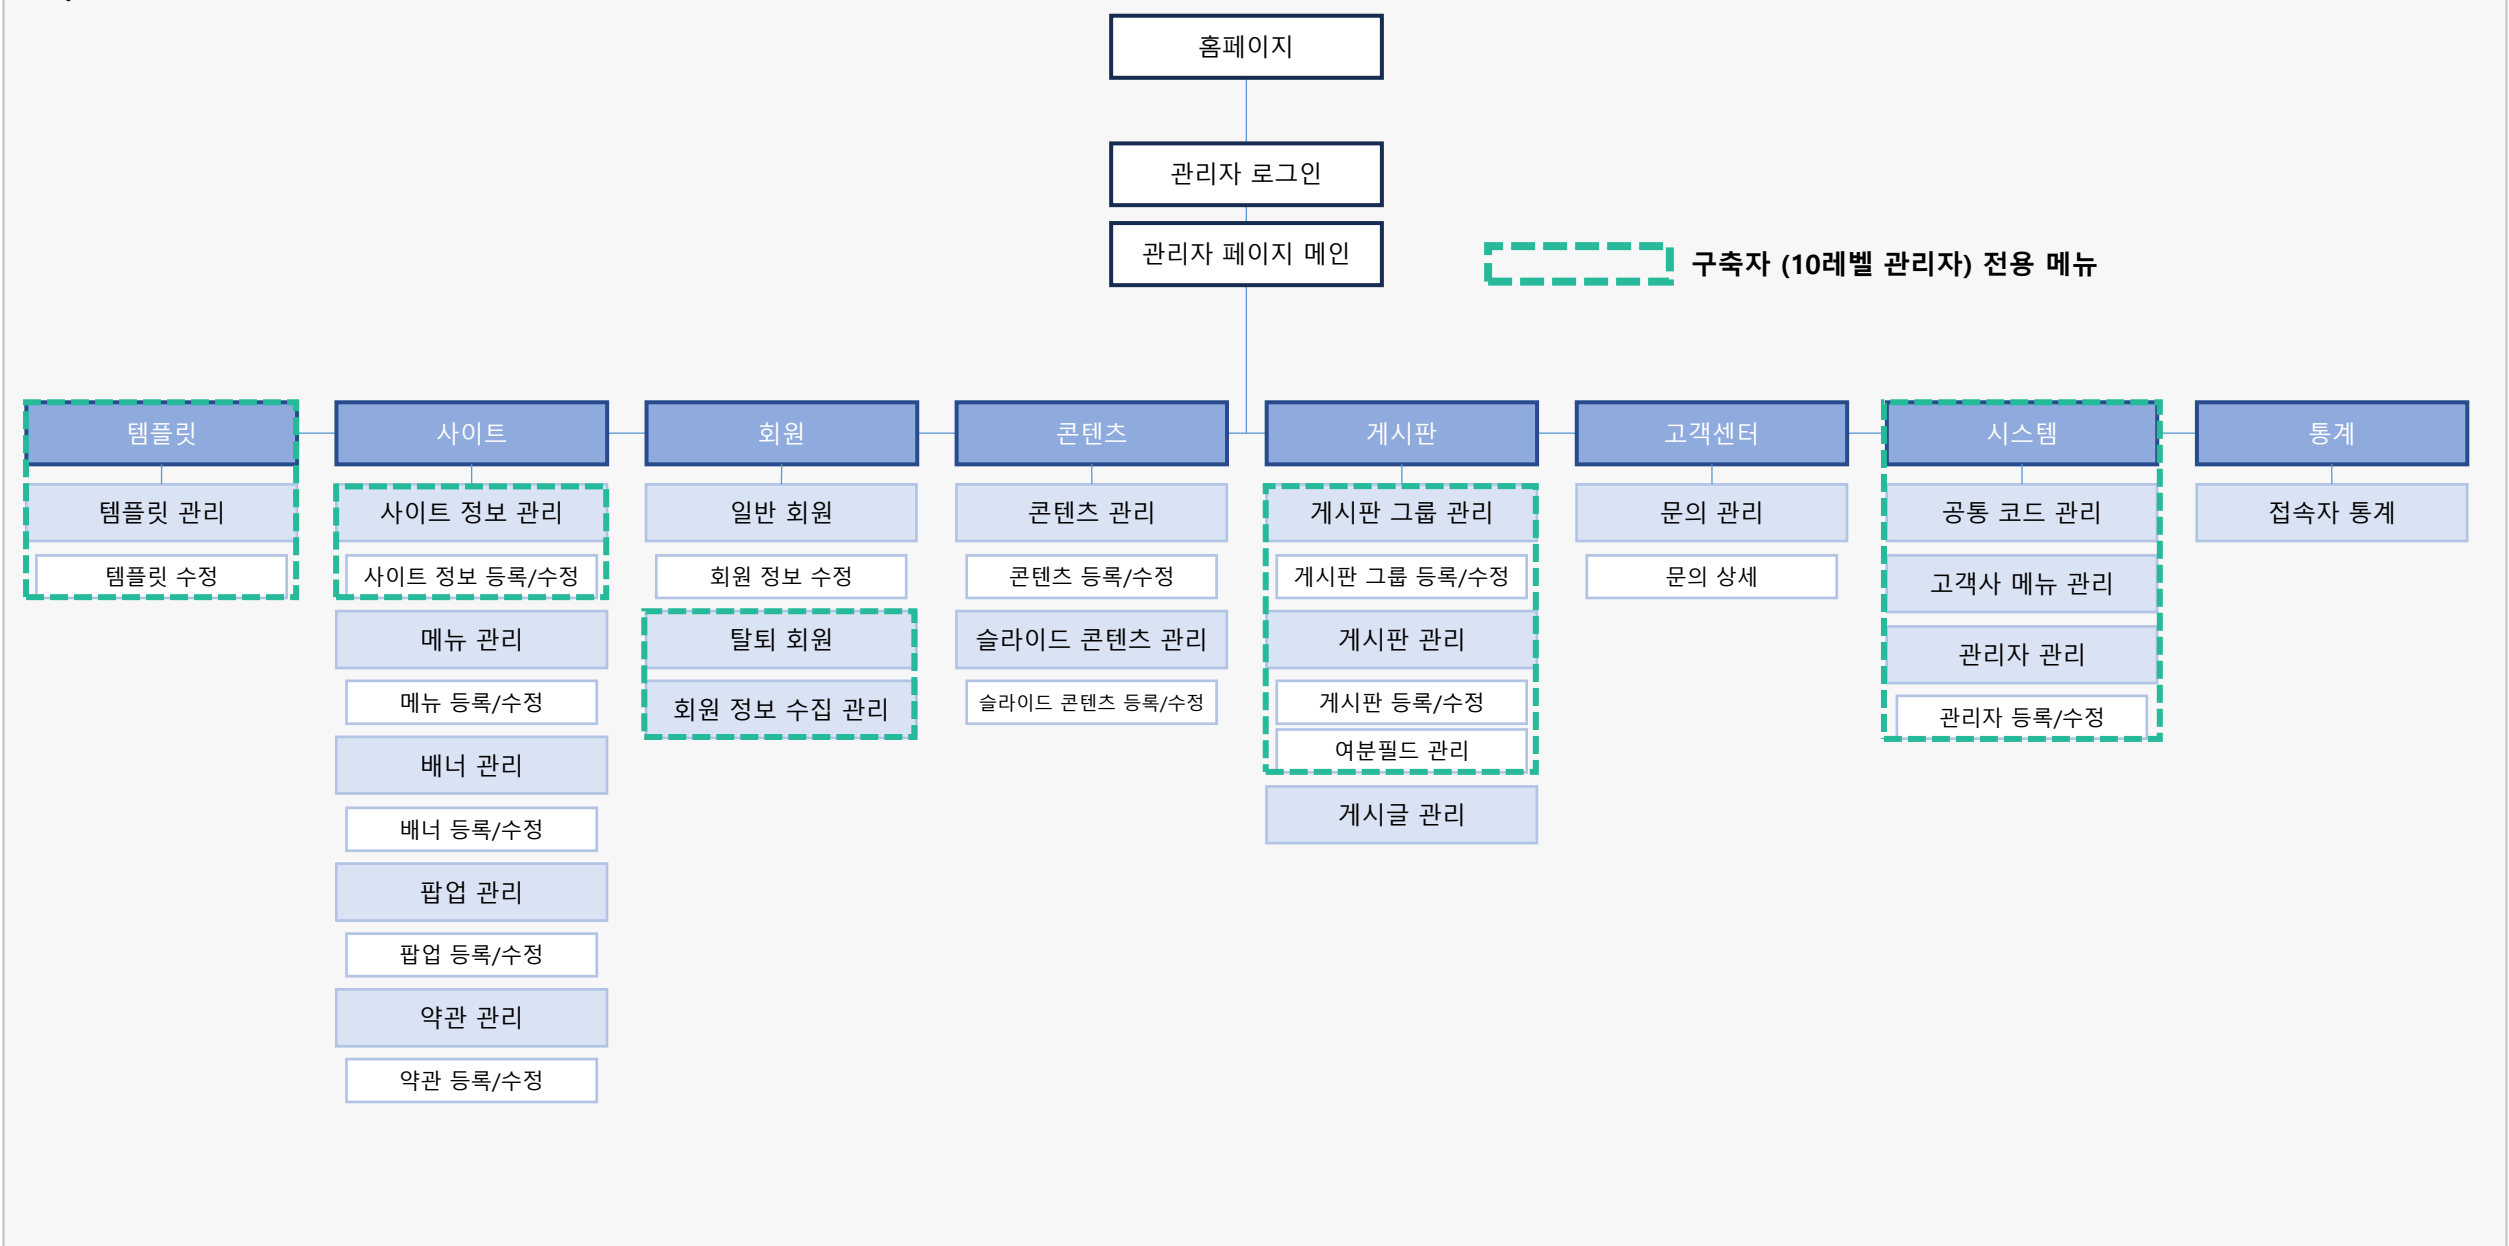 홈페이지
관리자 로그인
관리자 페이지 메인
구축자 (10레벨 관리자) 전용 메뉴
템플릿
템플릿 관리
템플릿 수정
사이트
사이트 정보 관리
사이트 정보 등록/수정
메뉴 관리
메뉴 등록/수정
배너 관리
배너 등록/수정
팝업 관리
팝업 등록/수정
약관 관리
약관 등록/수정
회원
일반 회원
회원 정보 수정
탈퇴 회원
회원 정보 수집 관리
콘텐츠
콘텐츠 관리
콘텐츠 등록/수정
슬라이드 콘텐츠 관리
슬라이드 콘텐츠 등록/수정
게시판
게시판 그룹 관리
게시판 그룹 등록/수정
게시판 관리
게시판 등록/수정
여분필드 관리
게시글 관리
고객센터
문의 관리
문의 상세
시스템
공통 코드 관리
고객사 메뉴 관리
관리자 관리
관리자 등록/수정
통계
접속자 통계